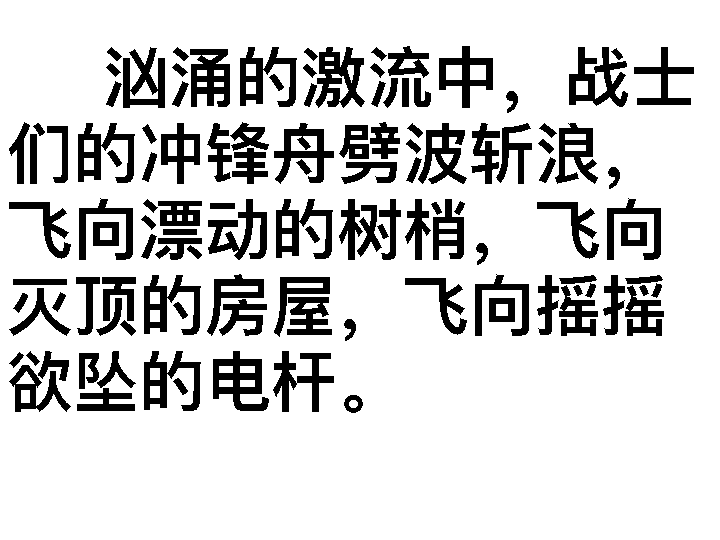 汹涌的激流中，战士
们的冲锋舟劈波斩浪，
飞向漂动的树梢，飞向
灭顶的房屋，飞向摇摇
欲坠的电杆。